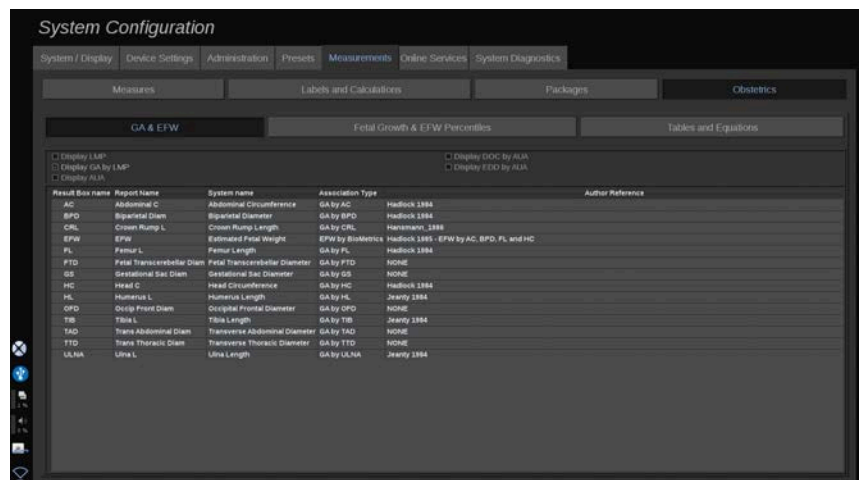 System Configuration
System / Display Device Settings Administration Presets Measurements Online Services System Diagnostics
Measures Labels and Calculations Packages Obstetrics
GA & EFW Fetal Growth & EFW Percentiles Tables and Equations
Display LMP Display DOC by AUA
Display GA by LMP Display EDD by AUA
Display AUA
Result Box name Report Name System name Association Type Author Reference
AC Abdominal C Abdominal Circumference GA by AC Hadlock 1984
BPD Biparietal Diam Biparietal Diameter GA by BPD Hadlock 1984
CRL Crown Rump L Crown Rump Length GA by CRL Hansmann_1986
EFW EFW Estimated Fetal Weight EFW by BioMetrics Hadlock 1985 - EFW by AC, BPD, FL and HC
FL Femur L Femur Length GA by FL Hadlock 1984
FTD Fetal Transcerebellar Diam Fetal Transcerebellar Diameter GA by FTD NONE
GS Gestational Sac Diam Gestational Sac Diameter GA by GS NONE
HC Head C Head Circumference GA by HC Hadlock 1984
HL Humerus L Humerus Length GA by HL Jeanty 1984
OFD Occip Front Diam Occipital Frontal Diameter GA by OFD NONE
TIB Tibia L Tibia Length GA by TIB Jeanty 1984
TAD Trans Abdominal Diam Transverse Abdominal Diameter GA by TAD NONE
TTD Trans Thoracic Diam Transverse Thoracic Diameter GA by TTD NONE
ULNA Ulna L Ulna Length GA by ULNA Jeanty 1984